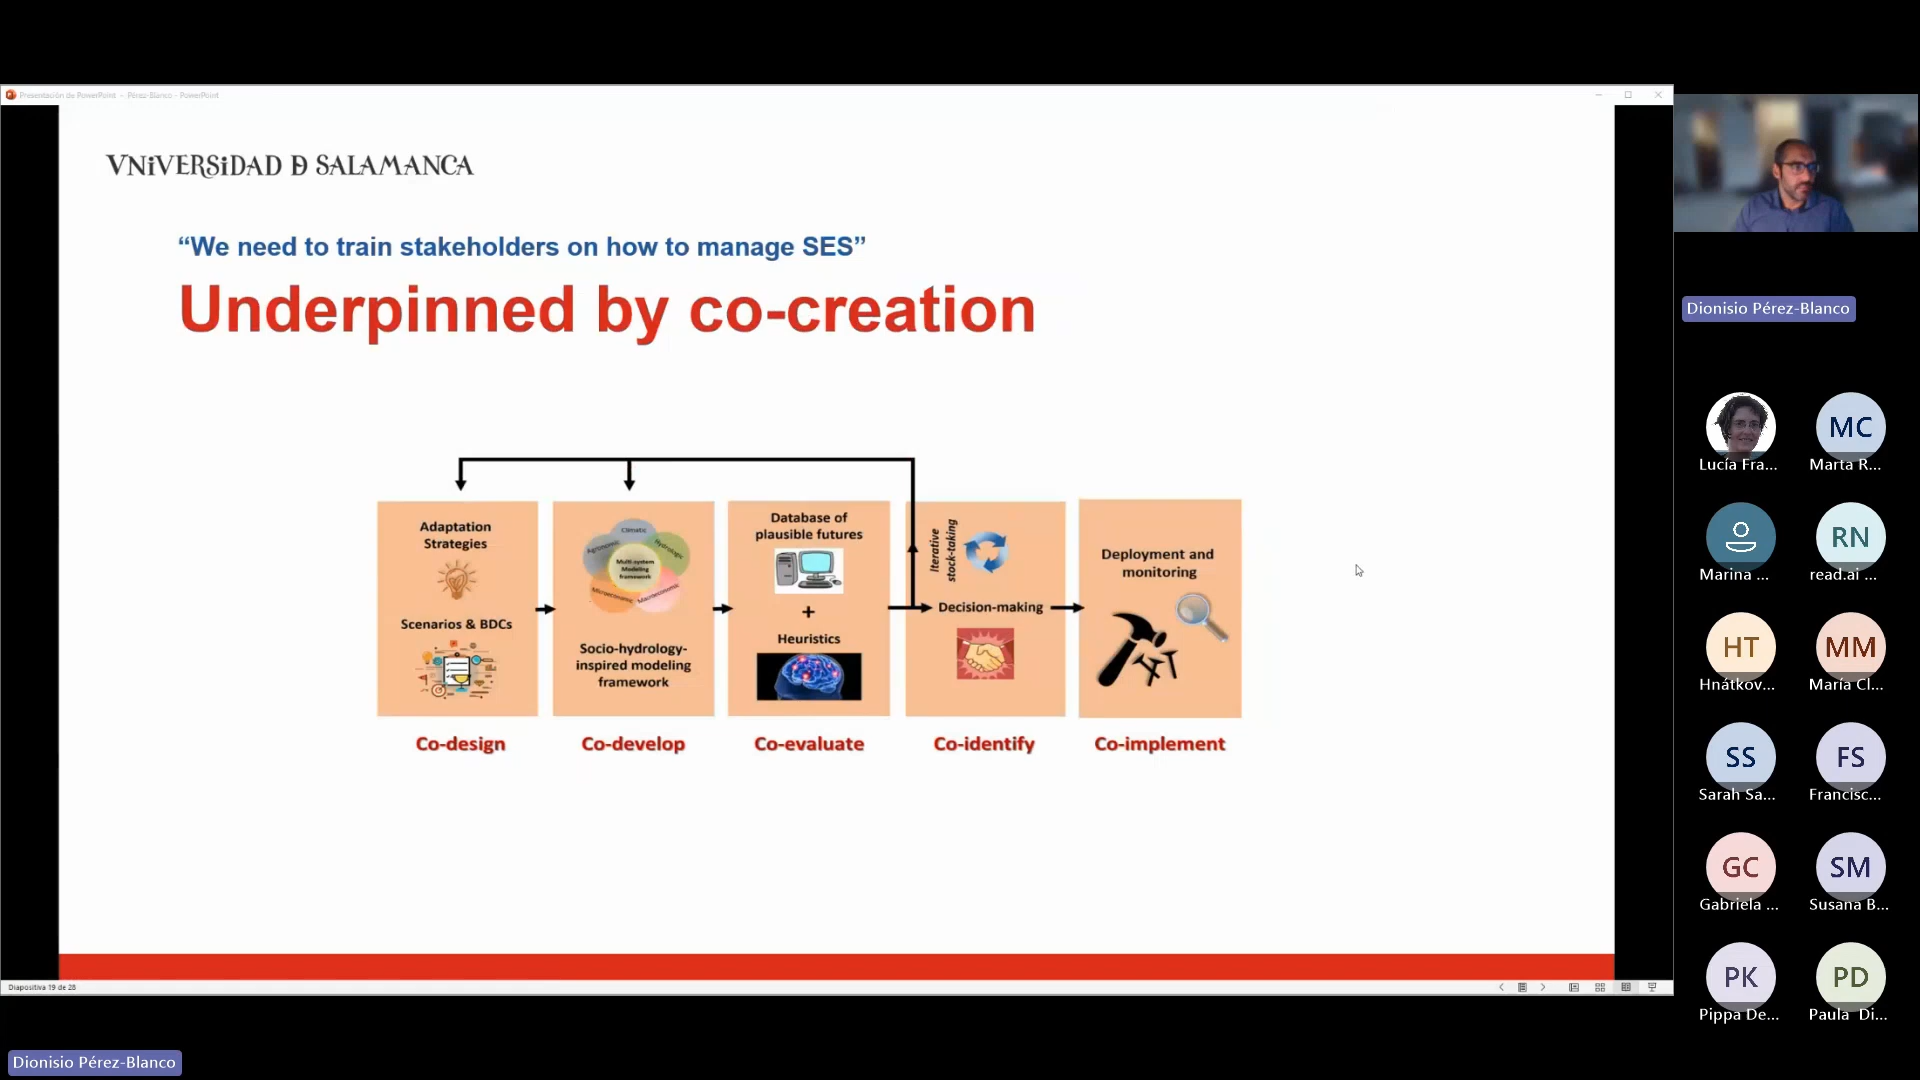 Presentación de PowerPoint - Pérez-Blanco - PowerPoint
VNiVERSiDAD Ð SALAMANCA
“We need to train stakeholders on how to manage SES”
Underpinned by co-creation
Adaptation
Strategies
Scenarios & BDCs
Climatic
Agronomic
Hydrologic
Multi-system
Modeling
framework
Microeconomic
Macroeconomic
Socio-hydrology-
inspired modeling
framework
Database of
plausible futures
+
Heuristics
Iterative
stock-taking
Decision-making
Deployment and
monitoring
Co-design
Co-develop
Co-evaluate
Co-identify
Co-implement
Diapositiva 19 de 28
Dionisio Pérez-Blanco
Lucía Fra...
MC
Marta R...
Marina ...
RN
read.ai ...
HT
Hnátkov...
MM
María Cl...
SS
Sarah Sa...
FS
Francisc...
GC
Gabriela ...
SM
Susana B...
PK
Pippa De...
PD
Paula Di...
Dionisio Pérez-Blanco